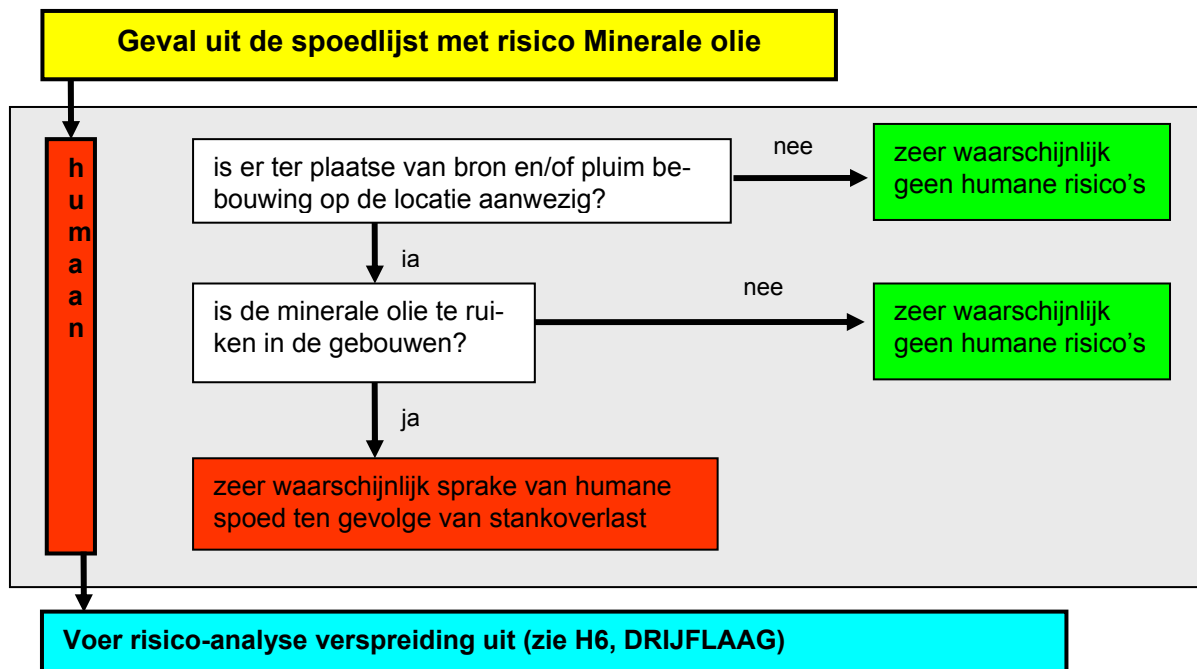 Geval uit de spoedlijst met risico Minerale olie
h
u
m
a
a
n
is er ter plaatse van bron en/of pluim be-
bouwing op de locatie aanwezig?
nee
zeer waarschijnlijk
geen humane risico's
ia
is de minerale olie te rui-
ken in de gebouwen?
nee
zeer waarschijnlijk
geen humane risico's
ja
zeer waarschijnlijk sprake van humane
spoed ten gevolge van stankoverlast
Voer risico-analyse verspreiding uit (zie H6, DRIJFLAAG)